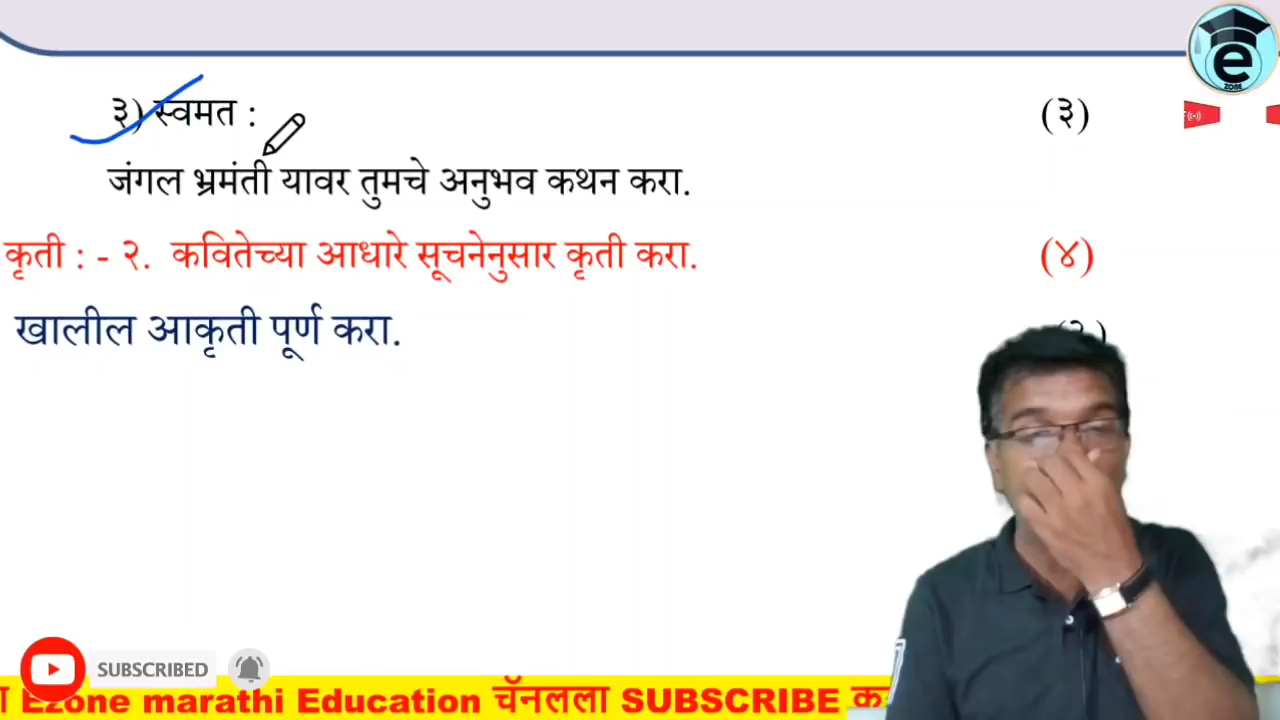 e
ZONE
३) स्वमत : (३)
जंगल भ्रमंती यावर तुमचे अनुभव कथन करा.
कृती : - २. कवितेच्या आधारे सूचनेनुसार कृती करा. (४)
खालील आकृती पूर्ण करा.
SUBSCRIBED
Ezone marathi Education चॅनलला SUBSCRIBE